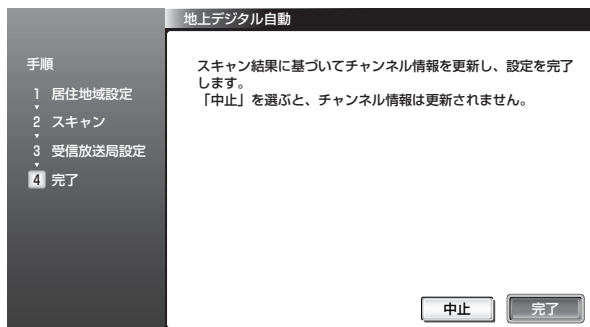 地上デジタル自動
手順
1 居住地域設定
2 スキャン
3 受信放送局設定
4 完了
スキャン結果に基づいてチャンネル情報を更新し、設定を完了
します。
「中止」を選ぶと、チャンネル情報は更新されません。
中止
完了